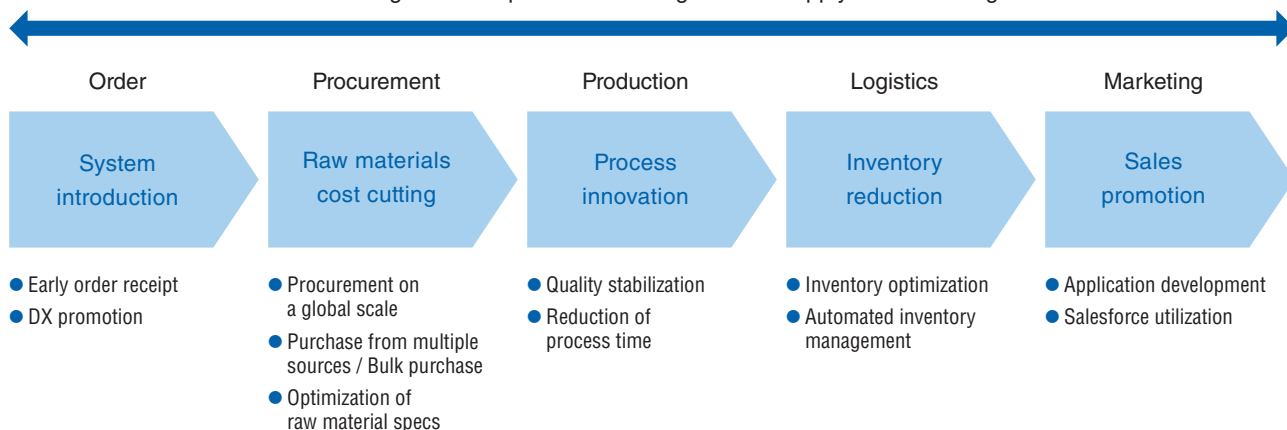 Order
Procurement
Production
Logistics
Marketing
System
introduction
Raw materials
cost cutting
Process
innovation
Inventory
reduction
Sales
promotion
● Early order receipt
● DX promotion
● Procurement on
a global scale
● Purchase from multiple
sources / Bulk purchase
● Optimization of
raw material specs
● Quality stabilization
● Reduction of
process time
● Inventory optimization
● Automated inventory
management
● Application development
● Salesforce utilization